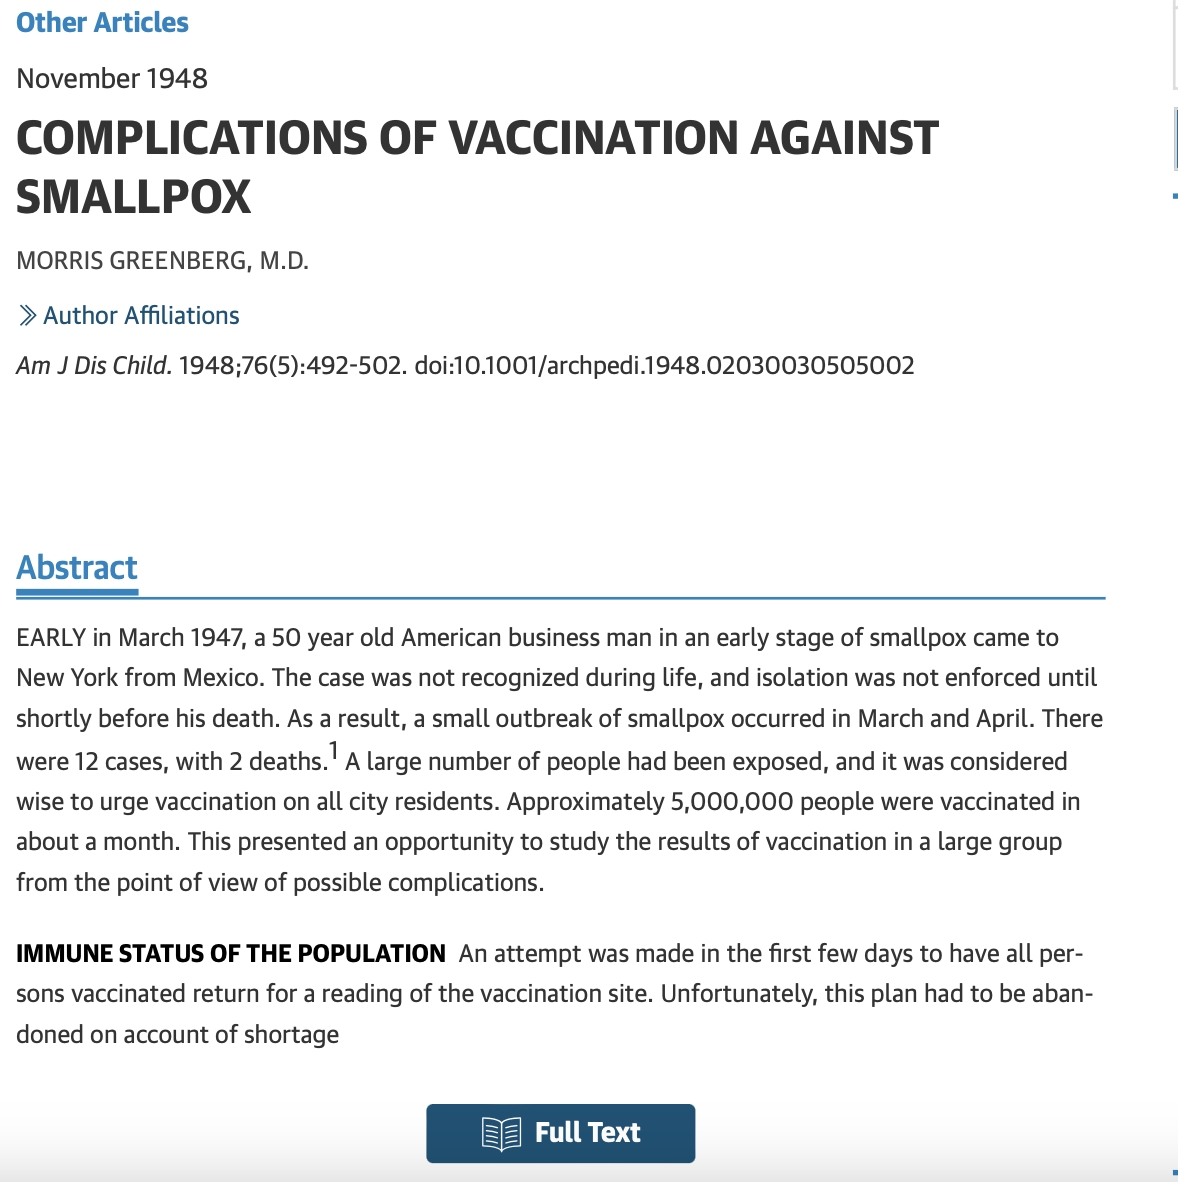 Other Articles
November 1948
COMPLICATIONS OF VACCINATION AGAINST
SMALLPOX
MORRIS GREENBERG, M.D.
Author Affiliations
Am J Dis Child. 1948;76(5):492-502. doi:10.1001/archpedi.1948.02030030505002
Abstract
EARLY in March 1947, a 50 year old American business man in an early stage of smallpox came to
New York from Mexico. The case was not recognized during life, and isolation was not enforced until
shortly before his death. As a result, a small outbreak of smallpox occurred in March and April. There
were 12 cases, with 2 deaths.1 A large number of people had been exposed, and it was considered
wise to urge vaccination on all city residents. Approximately 5,000,000 people were vaccinated in
about a month. This presented an opportunity to study the results of vaccination in a large group
from the point of view of possible complications.
IMMUNE STATUS OF THE POPULATION An attempt was made in the first few days to have all per-
sons vaccinated return for a reading of the vaccination site. Unfortunately, this plan had to be aban-
doned on account of shortage
Full Text